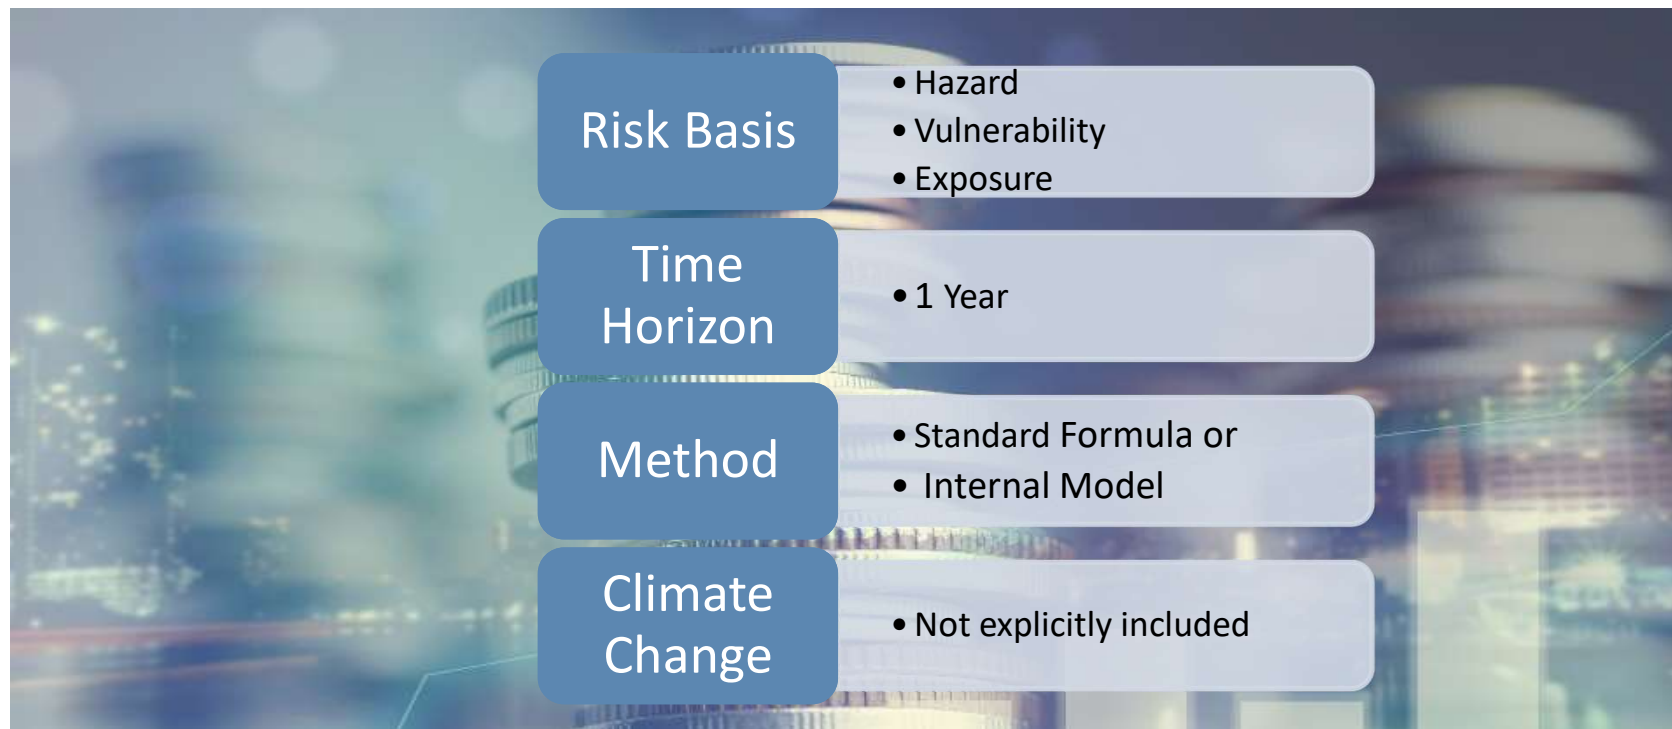 Risk Basis
• Hazard
• Vulnerability
• Exposure
Time
Horizon
• 1 Year
Method
• Standard Formula or
• Internal Model
Climate
Change
• Not explicitly included